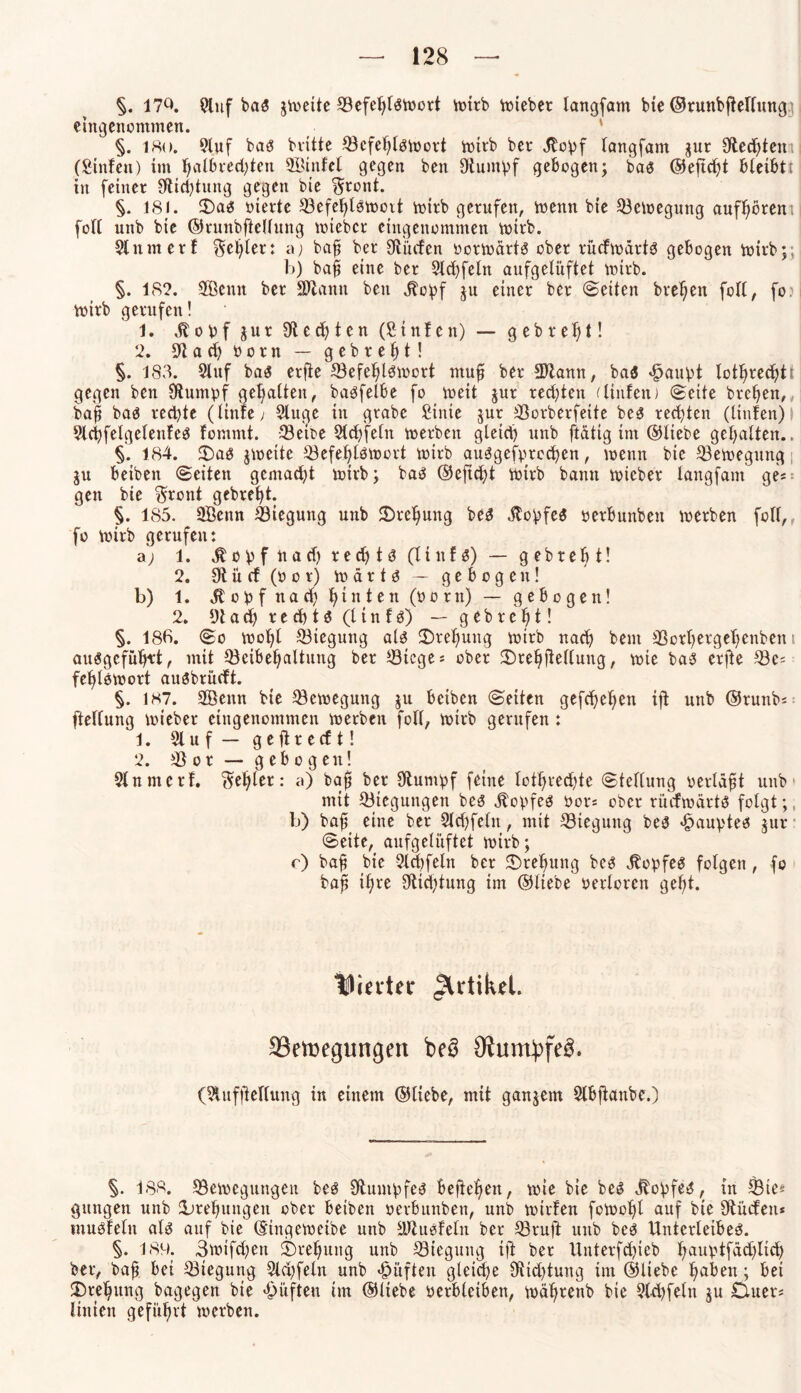 — 128 —
§. 179. Auf das zweite Befehlswort wird wieder langsam die Grundstellung
eingenommen.
§. 180. Auf das dritte Befehlswort wird der Kopf langsam zur Rechten
(Linken) im halbrechten Winkel gegen den Rumpf gebogen; das Gesicht bleibt
in seiner Richtung gegen die Front.
§. 181. Das vierte Befehlswort wird gerufen, wenn die Bewegung aufhören
soll und die Grundstellung wieder eingenommen wird.
Anmerk Fehler: a) daß der Rücken vorwärts oder rückwärts gebogen wird;
b) daß eine der Achseln aufgelüftet wird.
§. 182. Wenn der Mann den Kopf zu einer der Seiten drehen soll, so
wird gerufen!
1. Kopf zur Rechten (Linken) — gedreht!
2. Nach vorn — gedreht!
§. 183. Auf das erste Befehlswort muß der Mann, das Haupt lothrecht
gegen den Rumpf gehalten, dasselbe so weit zur rechten (linken) Seite drehen,
daß das rechte (linke) Auge in grade Linie zur Vorderseite des rechten (linken)
Achselgelenkes kommt. Beide Achseln werden gleich und stätig im Gliede gehalten.
§. 184. Das zweite Befehlswort wird ausgesprochen, wenn die Bewegung
zu beiden Seiten gemacht wird; das Gesicht wird dann wieder langsam ge-
gen die Front gedreht.
§. 185. Wenn Biegung und Drehung des Kopfes verbunden werden soll,
so wird gerufen:
a) 1. Kopf nach rechts (links) — gedreht!
2. Rück (vor) wärts — gebogen!
b) 1. Kopf nach hinten (vorn) — gebogen!
2. Nach rechts (links) — gedreht!
§. 186. So wohl Biegung als Drehung wird nach dem Vorhergehenden
ausgeführt, mit Beibehaltung der Biege- oder Drehstellung, wie das erste Be-
fehlswort ausdrückt.
§. 187. Wenn die Bewegung zu beiden Seiten geschehen ist und Grund-
stellung wieder eingenommen werden soll, wird gerufen:
1. Auf — gestreckt!
2. Vor — gebogen!
Anmerk. Fehler: a) daß der Rumpf seine lothrechte Stellung verläßt und
mit Biegungen des Kopfes vor- oder rückwärts folgt;
b) daß eine der Achseln, mit Biegung des Hauptes zur
Seite, aufgelüftet wird;
c) daß die Achseln der Drehung des Kopfes folgen, so
daß ihre Richtung im Gliede verloren geht.
Vierter Artikel.
Bewegungen des Rumpfes.
(Aufstellung in einem Gliede, mit ganzem Abstande.)
§. 188. Bewegungen des Rumpfes bestehen, wie die des Kopfes, in Bie-
gungen und Drehungen oder beiden verbunden, und wirken sowohl auf die Rücken-
muskeln als auf die Eingeweide und Muskeln der Brust und des Unterleibes.
§. 189. Zwischen Drehung und Biegung ist der Unterschied hauptsächlich
der, daß bei Biegung Achseln und Hüften gleiche Richtung im Gliede haben; bei
Drehung dagegen die Hüften im Gliede verbleiben, während die Achseln zu Quer-
linien geführt werden.